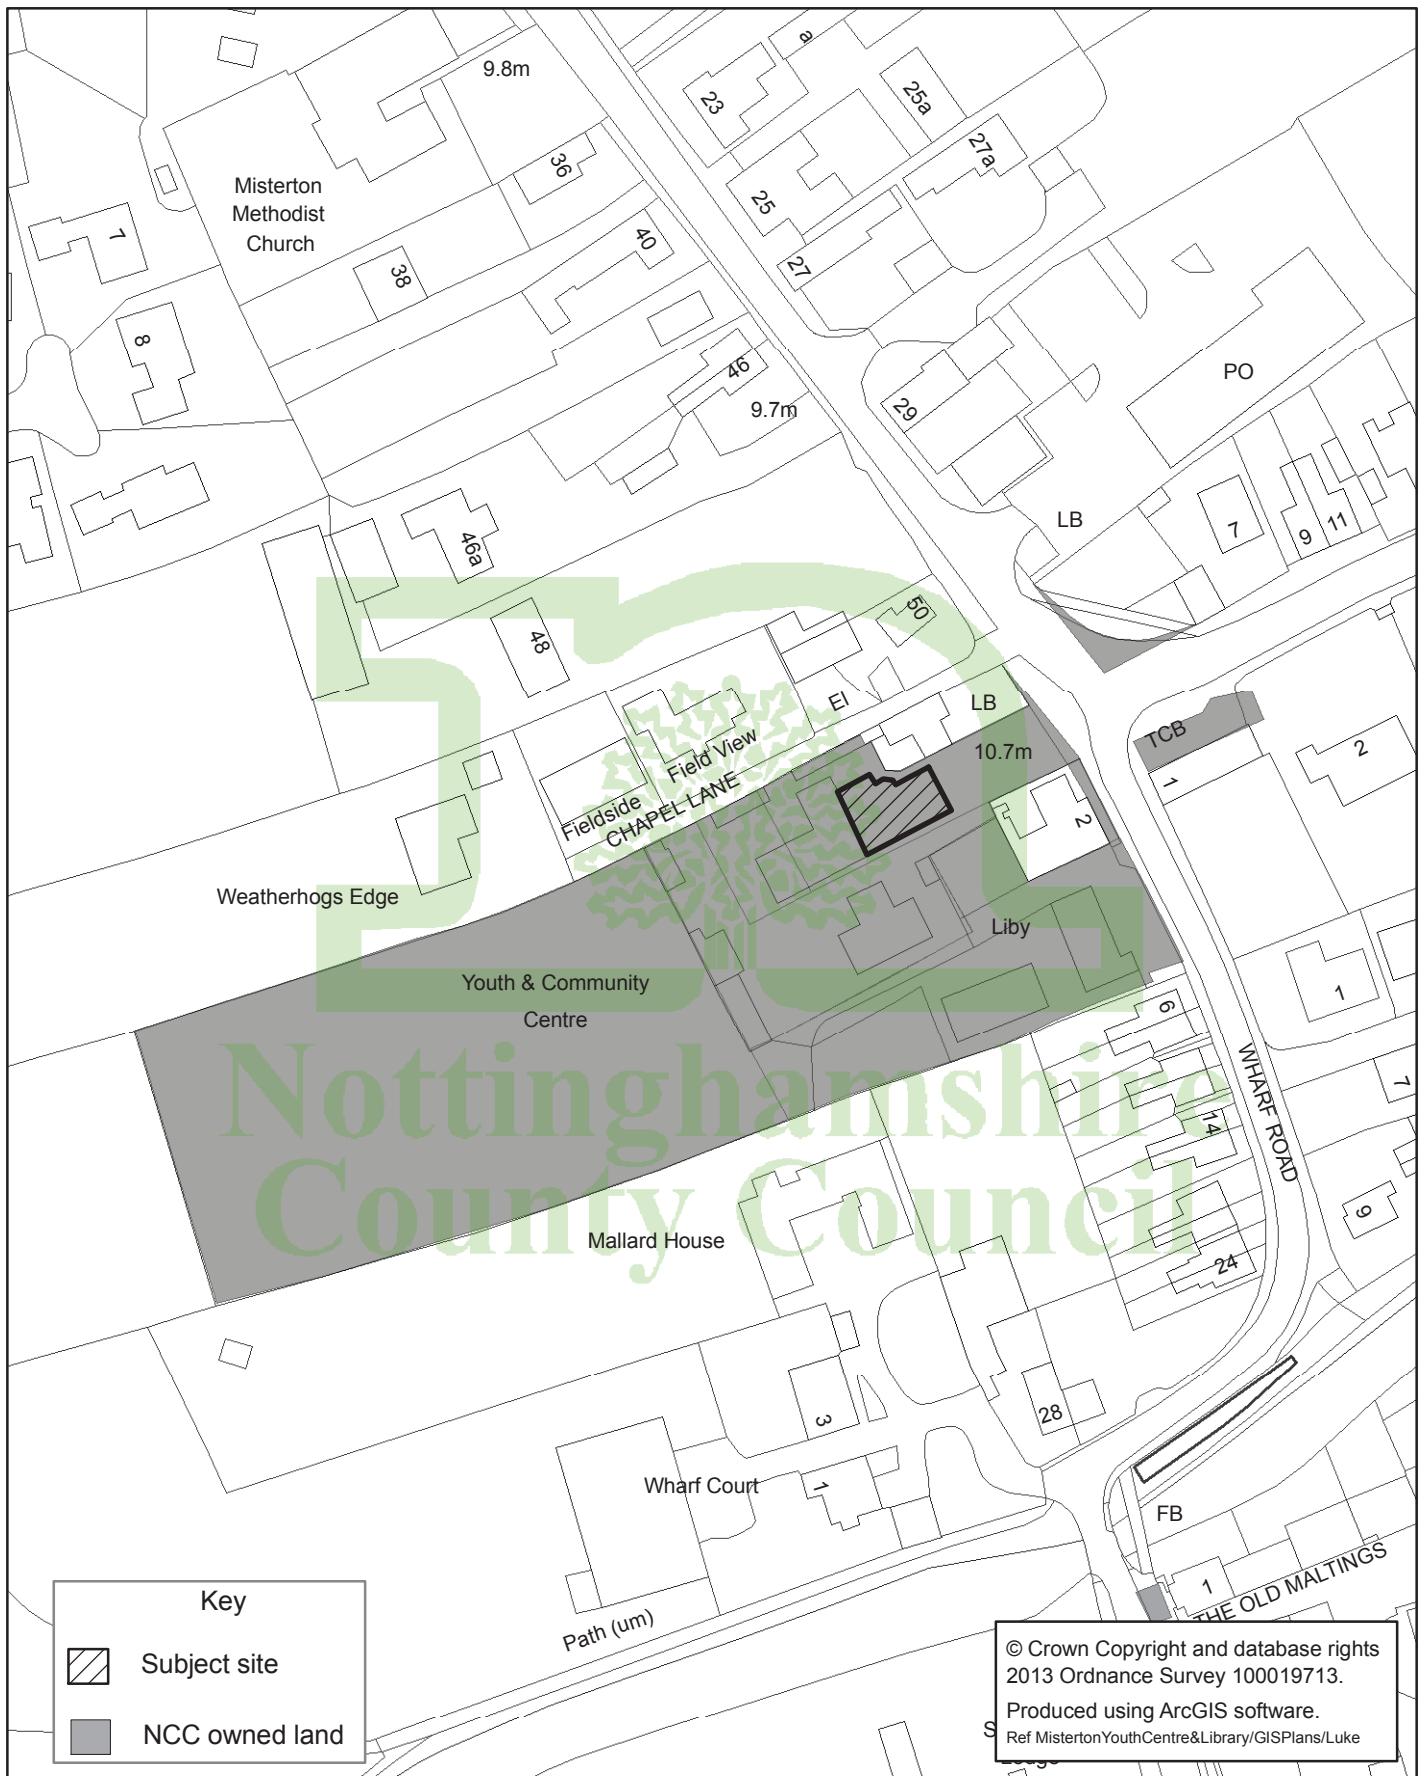 9.8m
a
23
25a
27a
36
Misterton
Methodist
Church
25
7
40
38
27
8
46
PO
9.7m
29
LB
7
9
11
46a
50
48
El
LB
TCB
2
Field View
10.7m
1
Fieldside
CHAPEL LANE
2
Weatherhogs Edge
Liby
Youth & Community
Centre
1
6
Nottinghamshire
County Council
WHARF ROAD
7
14
9
Mallard House
24
3
28
Wharf Court
1
FB
1
THE OLD MALTINGS
Path (um)
Key
Subject site
NCC owned land
© Crown Copyright and database rights
2013 Ordnance Survey 100019713.
Produced using ArcGIS software.
Ref MistertonYouthCentre&Library/GISPlans/Luke